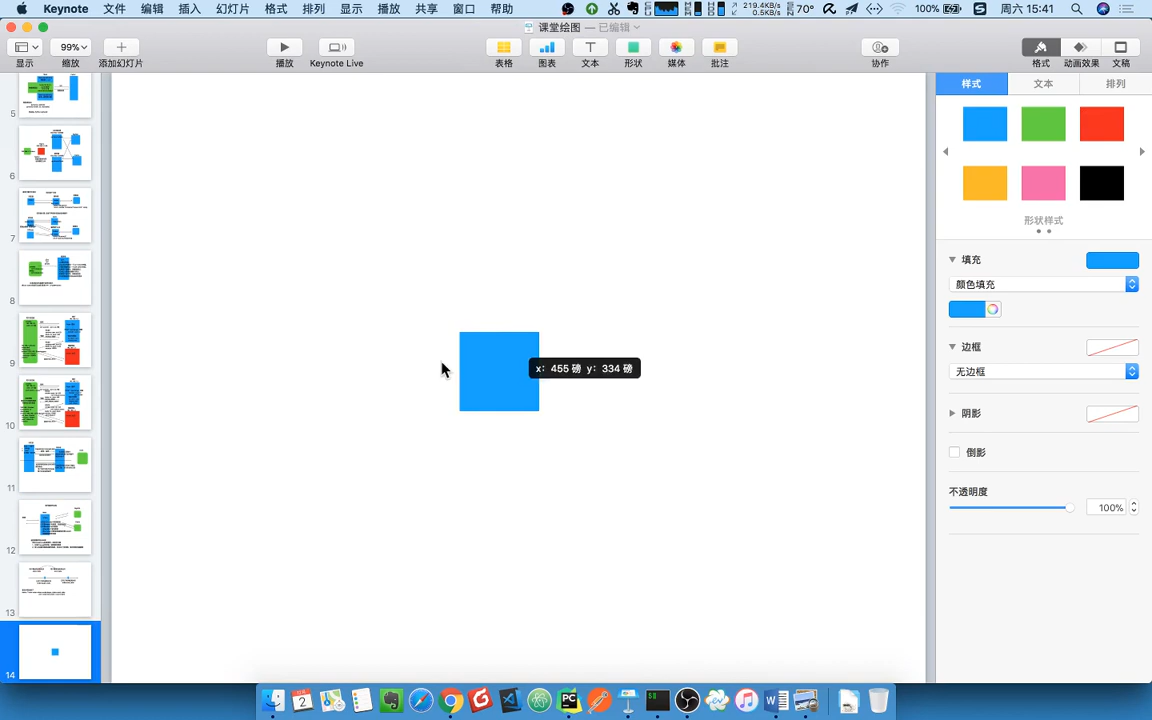 Keynote 文件 编辑 插入 幻灯片 格式 排列 显示 播放 共享 窗口 帮助 219.4KB/s 0.5KB/s 70° 100% 周六 15:41
课堂绘图 — 已编辑
99%
显示 缩放 添加幻灯片 播放 Keynote Live 表格 图表 文本 形状 媒体 批注 协作 格式 动画效果 文稿
样式 文本 排列
形状样式
填充
颜色填充
边框
无边框
阴影
倒影
不透明度
100%
x: 455 磅 y: 334 磅
5
6
7
8
9
10
11
12
13
14